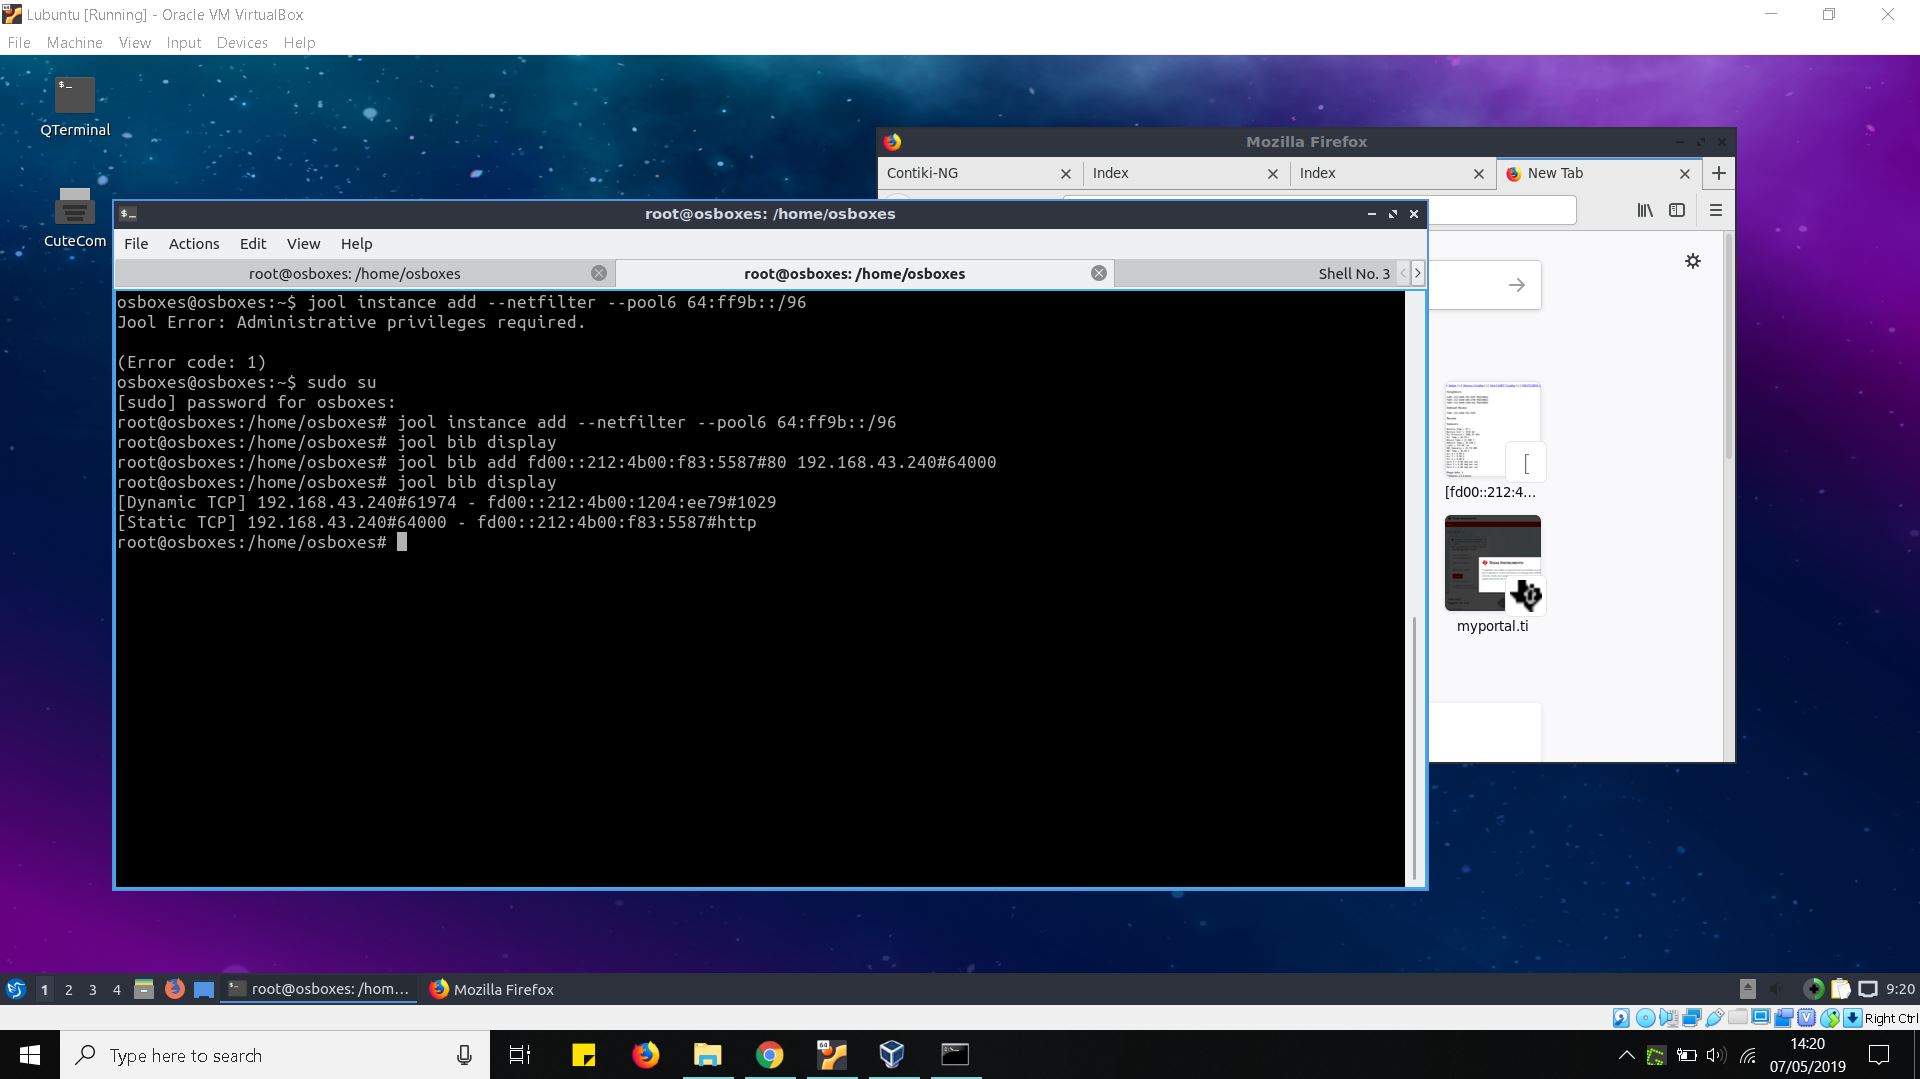 Lubuntu [Running] - Oracle VM VirtualBox
File Machine View Input Devices Help
$_
QTerminal
CuteCom
Mozilla Firefox
Contiki-NG
Index
Index
New Tab
root@osboxes: /home/osboxes
File Actions Edit View Help
root@osboxes: /home/osboxes
root@osboxes: /home/osboxes
Shell No. 3
osboxes@osboxes:~$ jool instance add --netfilter --pool6 64:ff9b::/96
Jool Error: Administrative privileges required.
(Error code: 1)
osboxes@osboxes:~$ sudo su
[sudo] password for osboxes:
root@osboxes:/home/osboxes# jool instance add --netfilter --pool6 64:ff9b::/96
root@osboxes:/home/osboxes# jool bib display
root@osboxes:/home/osboxes# jool bib add fd00::212:4b00:f83:5587#80 192.168.43.240#64000
root@osboxes:/home/osboxes# jool bib display
[Dynamic TCP] 192.168.43.240#61974 - fd00::212:4b00:1204:ee79#1029
[Static TCP] 192.168.43.240#64000 - fd00::212:4b00:f83:5587#http
root@osboxes:/home/osboxes#
[
[fd00::212:4...
TEXAS INSTRUMENTS
myportal.ti
1 2 3 4
root@osboxes: /hom...
Mozilla Firefox
9:20
Right Ctrl
Type here to search
64
14:20
07/05/2019